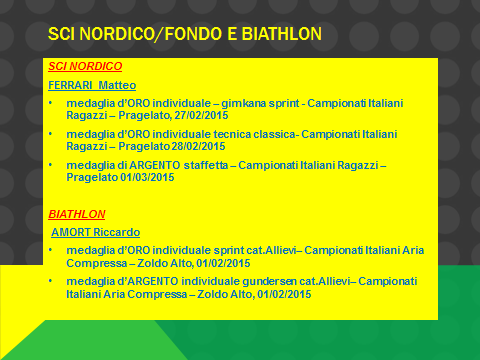 SCI NORDICO/FONDO E BIATHLON
SCI NORDICO
FERRARI Matteo
• medaglia d'ORO individuale – gimkana sprint - Campionati Italiani
Ragazzi – Pragelato, 27/02/2015
• medaglia d'ORO individuale tecnica classica- Campionati Italiani
Ragazzi – Pragelato 28/02/2015
• medaglia di ARGENTO staffetta – Campionati Italiani Ragazzi –
Pragelato 01/03/2015
BIATHLON
AMORT Riccardo
• medaglia d'ORO individuale sprint cat.Allievi– Campionati Italiani Aria
Compressa – Zoldo Alto, 01/02/2015
• medaglia d'ARGENTO individuale gundersen cat.Allievi– Campionati
Italiani Aria Compressa – Zoldo Alto, 01/02/2015